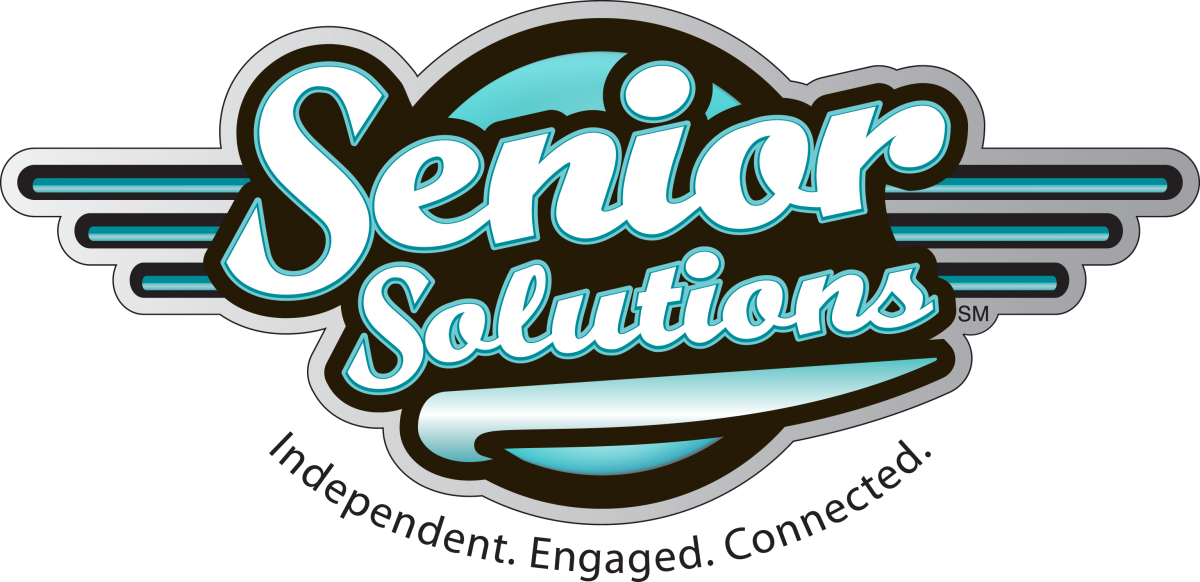 Senior
Solutions
SM
Independent. Engaged. Connected.